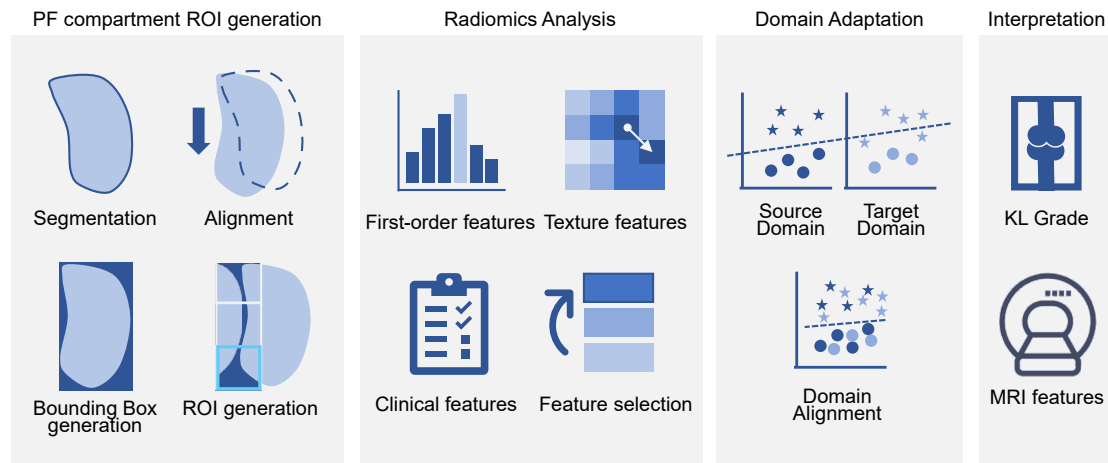 PF compartment ROI generation
Segmentation
Alignment
Bounding Box
generation
ROI generation
Radiomics Analysis
First-order features
Texture features
Clinical features
Feature selection
Domain Adaptation
Source
Domain
Target
Domain
Domain
Alignment
Interpretation
KL Grade
MRI features